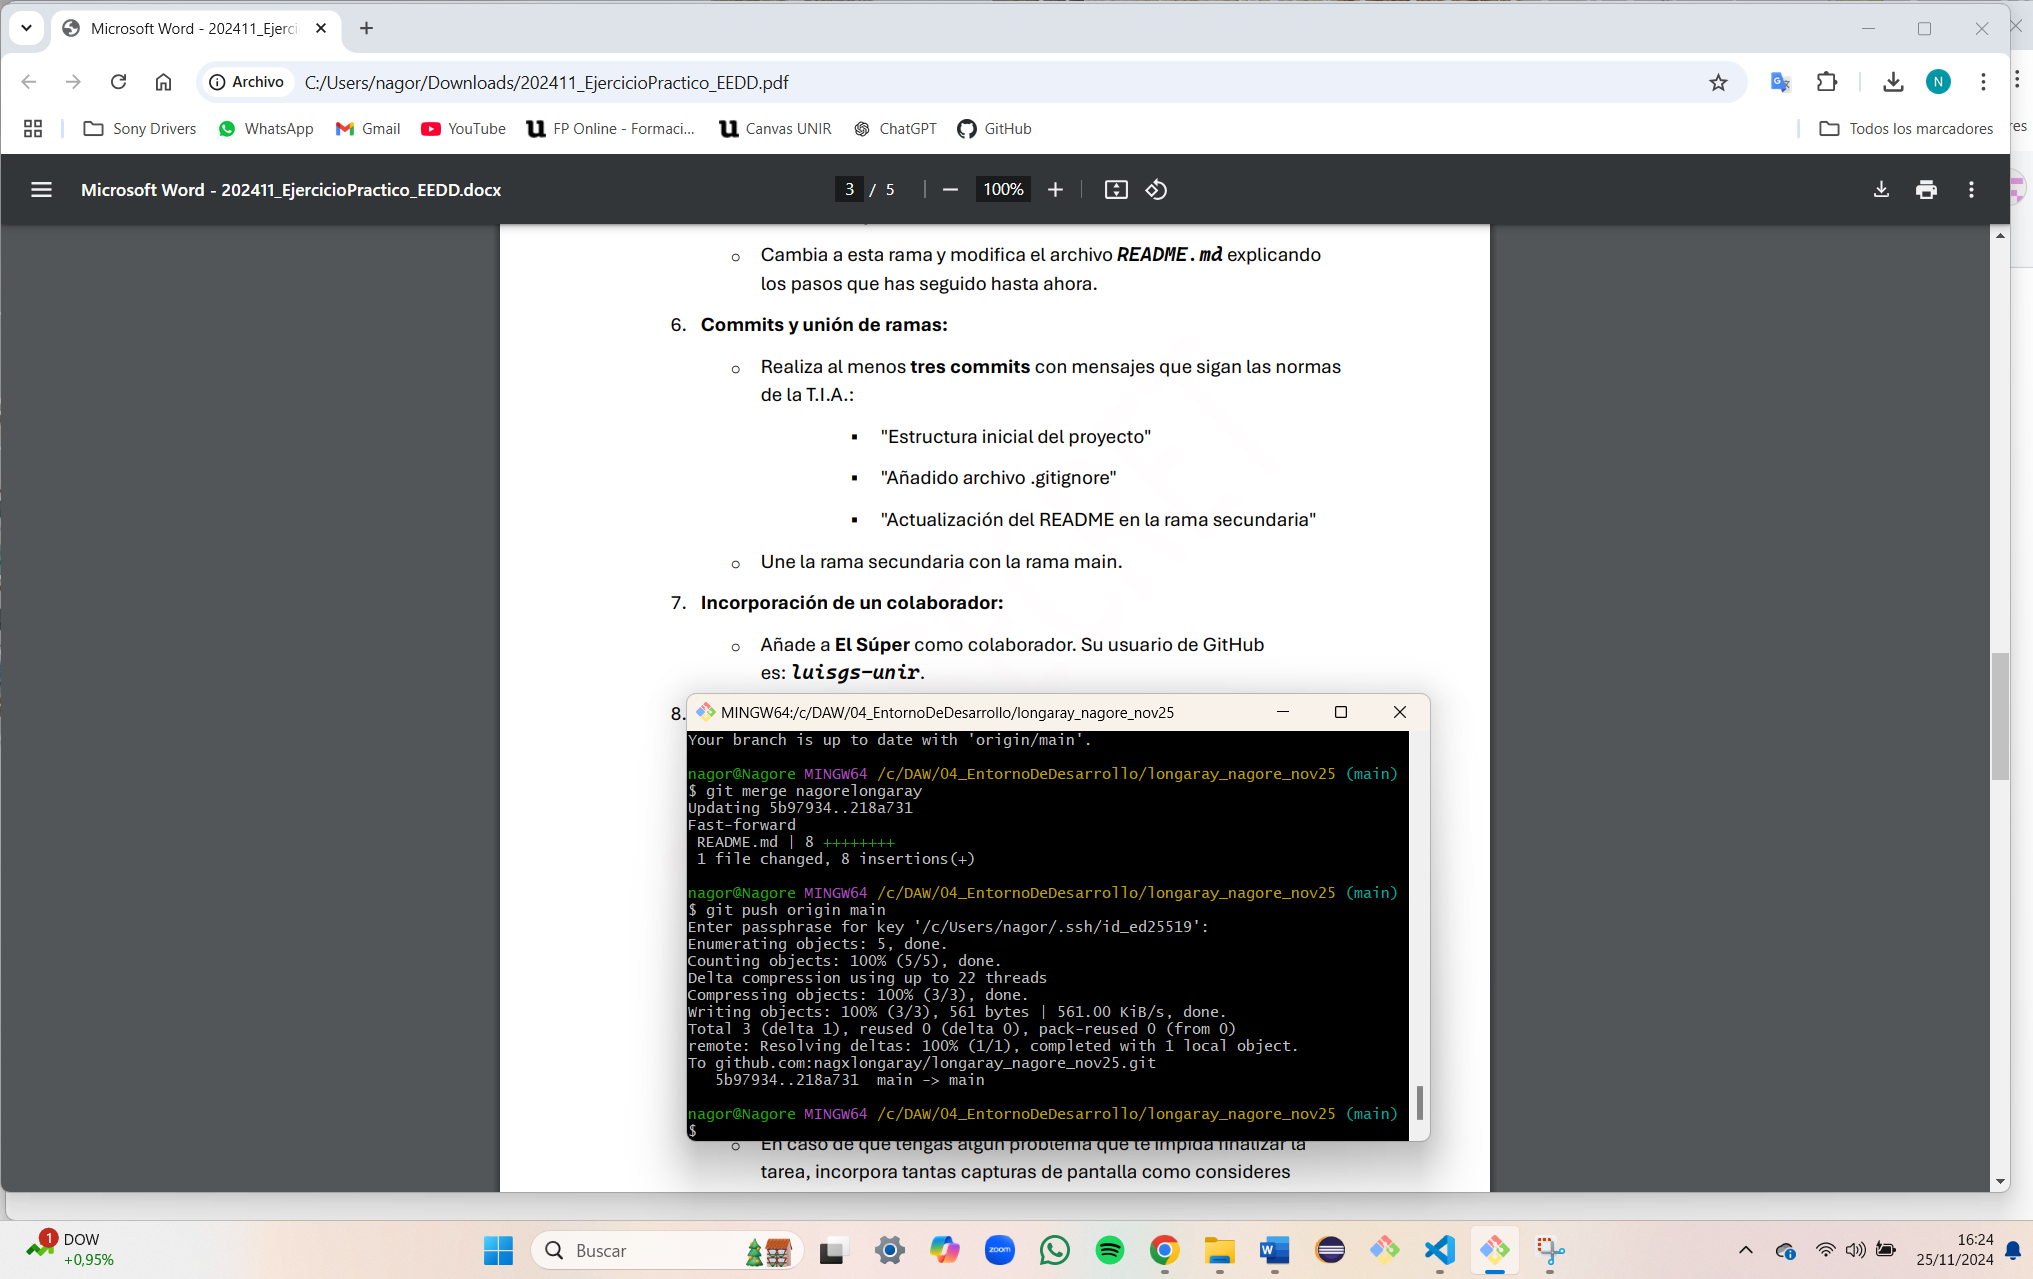 Microsoft Word - 202411_Ejerci
Archivo
C:/Users/nagor/Downloads/202411_EjercicioPractico_EEDD.pdf
N
Sony Drivers
WhatsApp
Gmail
YouTube
FP Online - Formaci...
Canvas UNIR
ChatGPT
GitHub
Todos los marcadores
res
Microsoft Word - 202411_EjercicioPractico_EEDD.docx
3 / 5
100%
Cambia a esta rama y modifica el archivo README.md explicando
los pasos que has seguido hasta ahora.
6. Commits y unión de ramas:
Realiza al menos tres commits con mensajes que sigan las normas
de la T.I.A.:
"Estructura inicial del proyecto"
"Añadido archivo .gitignore"
"Actualización del README en la rama secundaria"
Une la rama secundaria con la rama main.
7. Incorporación de un colaborador:
Añade a El Súper como colaborador. Su usuario de GitHub
es: luisgs-unir.
8.
MINGW64:/c/DAW/04_EntornoDeDesarrollo/longaray_nagore_nov25
Your branch is up to date with 'origin/main'.
nagor@Nagore MINGW64 /c/DAW/04_EntornoDeDesarrollo/longaray_nagore_nov25 (main)
$ git merge nagorelongaray
Updating 5b97934..218a731
Fast-forward
README.md | 8 ++++++++
1 file changed, 8 insertions(+)
nagor@Nagore MINGW64 /c/DAW/04_EntornoDeDesarrollo/longaray_nagore_nov25 (main)
$ git push origin main
Enter passphrase for key '/c/Users/nagor/.ssh/id_ed25519':
Enumerating objects: 5, done.
Counting objects: 100% (5/5), done.
Delta compression using up to 22 threads
Compressing objects: 100% (3/3), done.
Writing objects: 100% (3/3), 561 bytes | 561.00 KiB/s, done.
Total 3 (delta 1), reused 0 (delta 0), pack-reused 0 (from 0)
remote: Resolving deltas: 100% (1/1), completed with 1 local object.
To github.com:nagxlongaray/longaray_nagore_nov25.git
5b97934..218a731  main -> main
nagor@Nagore MINGW64 /c/DAW/04_EntornoDeDesarrollo/longaray_nagore_nov25 (main)
$
En caso de que tengas algún problema que te impida finalizar la
tarea, incorpora tantas capturas de pantalla como consideres
1
DOW
+0,95%
Buscar
zoom
16:24
25/11/2024